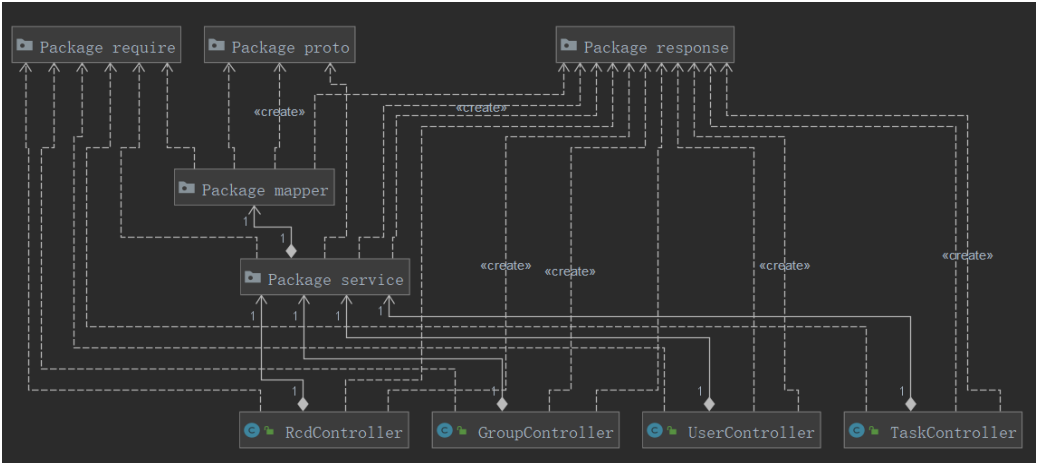 Package require
Package proto
Package response
«create»
«create»
Package mapper
1
1
Package service
«create»
«create»
«create»
«create»
1
1
1
1
1
1
1
1
RcdController
GroupController
UserController
TaskController